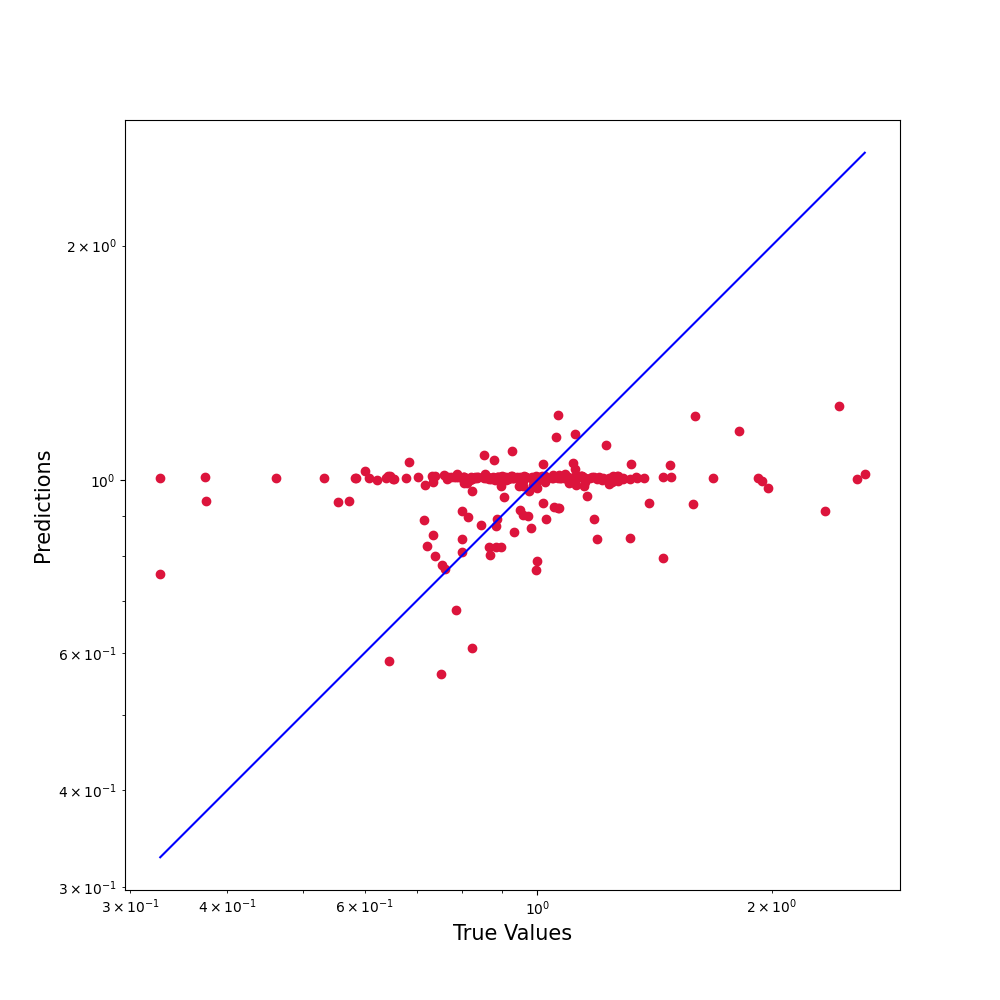 Predictions
2 × 10⁰
10⁰
6 × 10⁻¹
4 × 10⁻¹
3 × 10⁻¹
3 × 10⁻¹ 4 × 10⁻¹ 6 × 10⁻¹ 10⁰ 2 × 10⁰
True Values